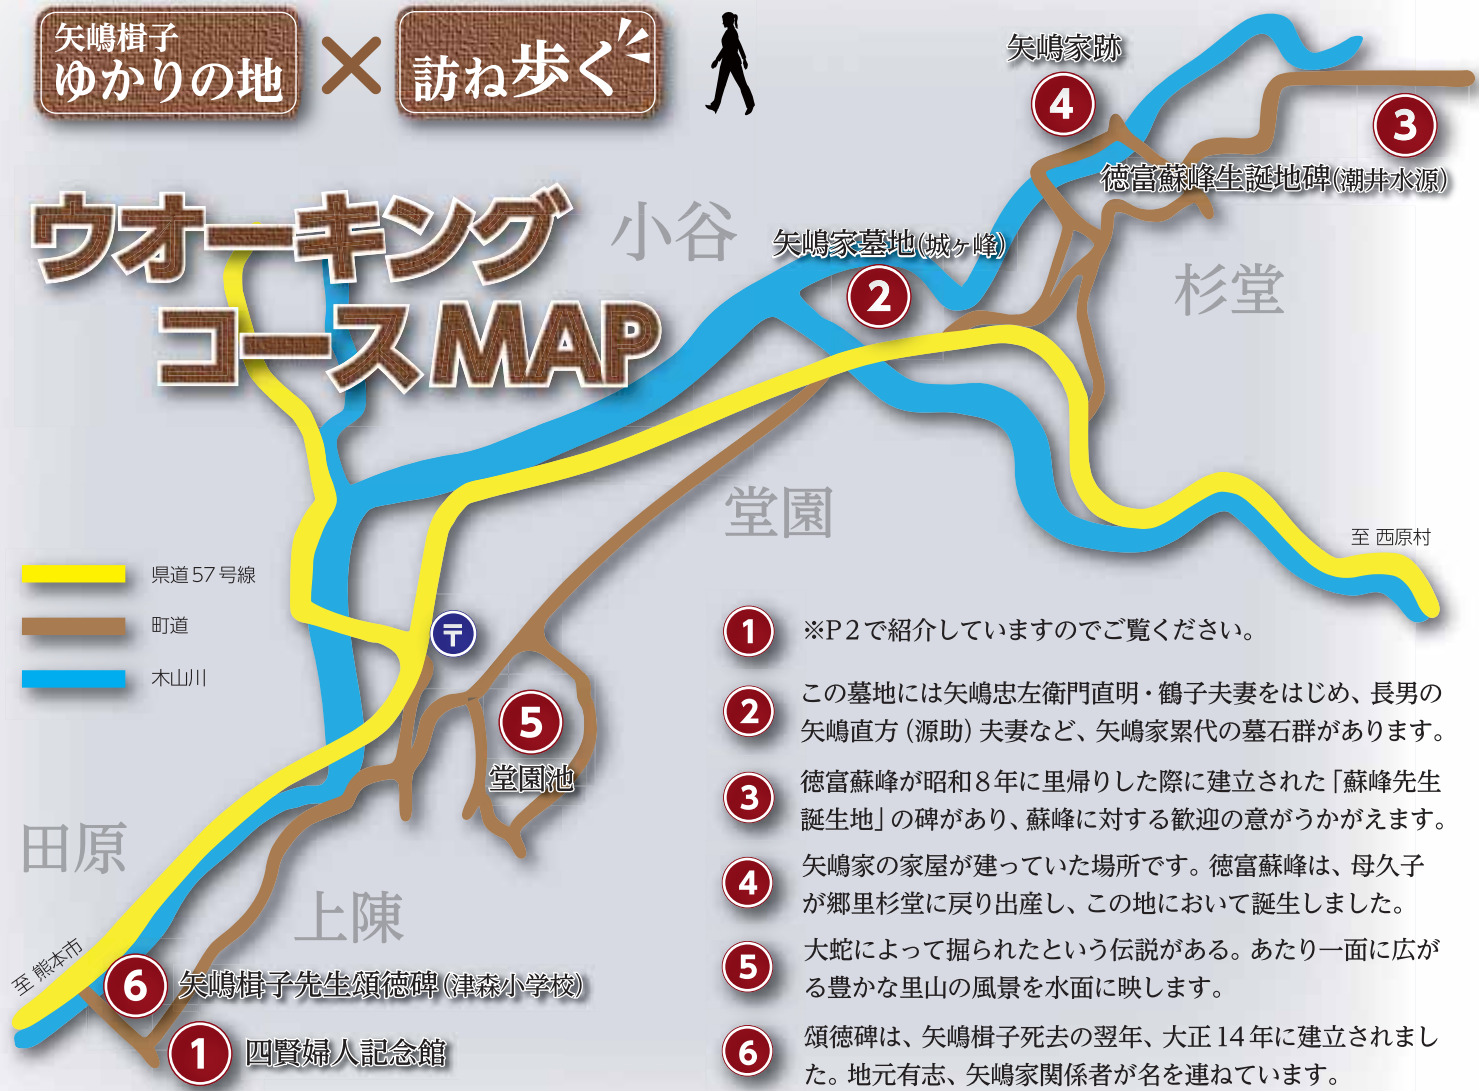 矢嶋楫子
ゆかりの地
×
訪ね歩く
ウオーキング
コースMAP
小谷
矢嶋家跡
4
3
徳富蘇峰生誕地碑(潮井水源)
矢嶋家墓地(城ヶ峰)
2
杉堂
堂園
至 西原村
県道57号線
町道
木山川
〒
5
堂園池
田原
上陳
至 熊本市
6
矢嶋楫子先生頌徳碑(津森小学校)
1
四賢婦人記念館
1
※P2で紹介していますのでご覧ください。
2
この墓地には矢嶋忠左衛門直明・鶴子夫妻をはじめ、長男の
矢嶋直方(源助)夫妻など、矢嶋家累代の墓石群があります。
3
徳富蘇峰が昭和8年に里帰りした際に建立された「蘇峰先生
誕生地」の碑があり、蘇峰に対する歓迎の意がうかがえます。
4
矢嶋家の家屋が建っていた場所です。徳富蘇峰は、母久子
が郷里杉堂に戻り出産し、この地において誕生しました。
5
大蛇によって掘られたという伝説がある。あたり一面に広が
る豊かな里山の風景を水面に映します。
6
頌徳碑は、矢嶋楫子死去の翌年、大正14年に建立されまし
た。地元有志、矢嶋家関係者が名を連ねています。